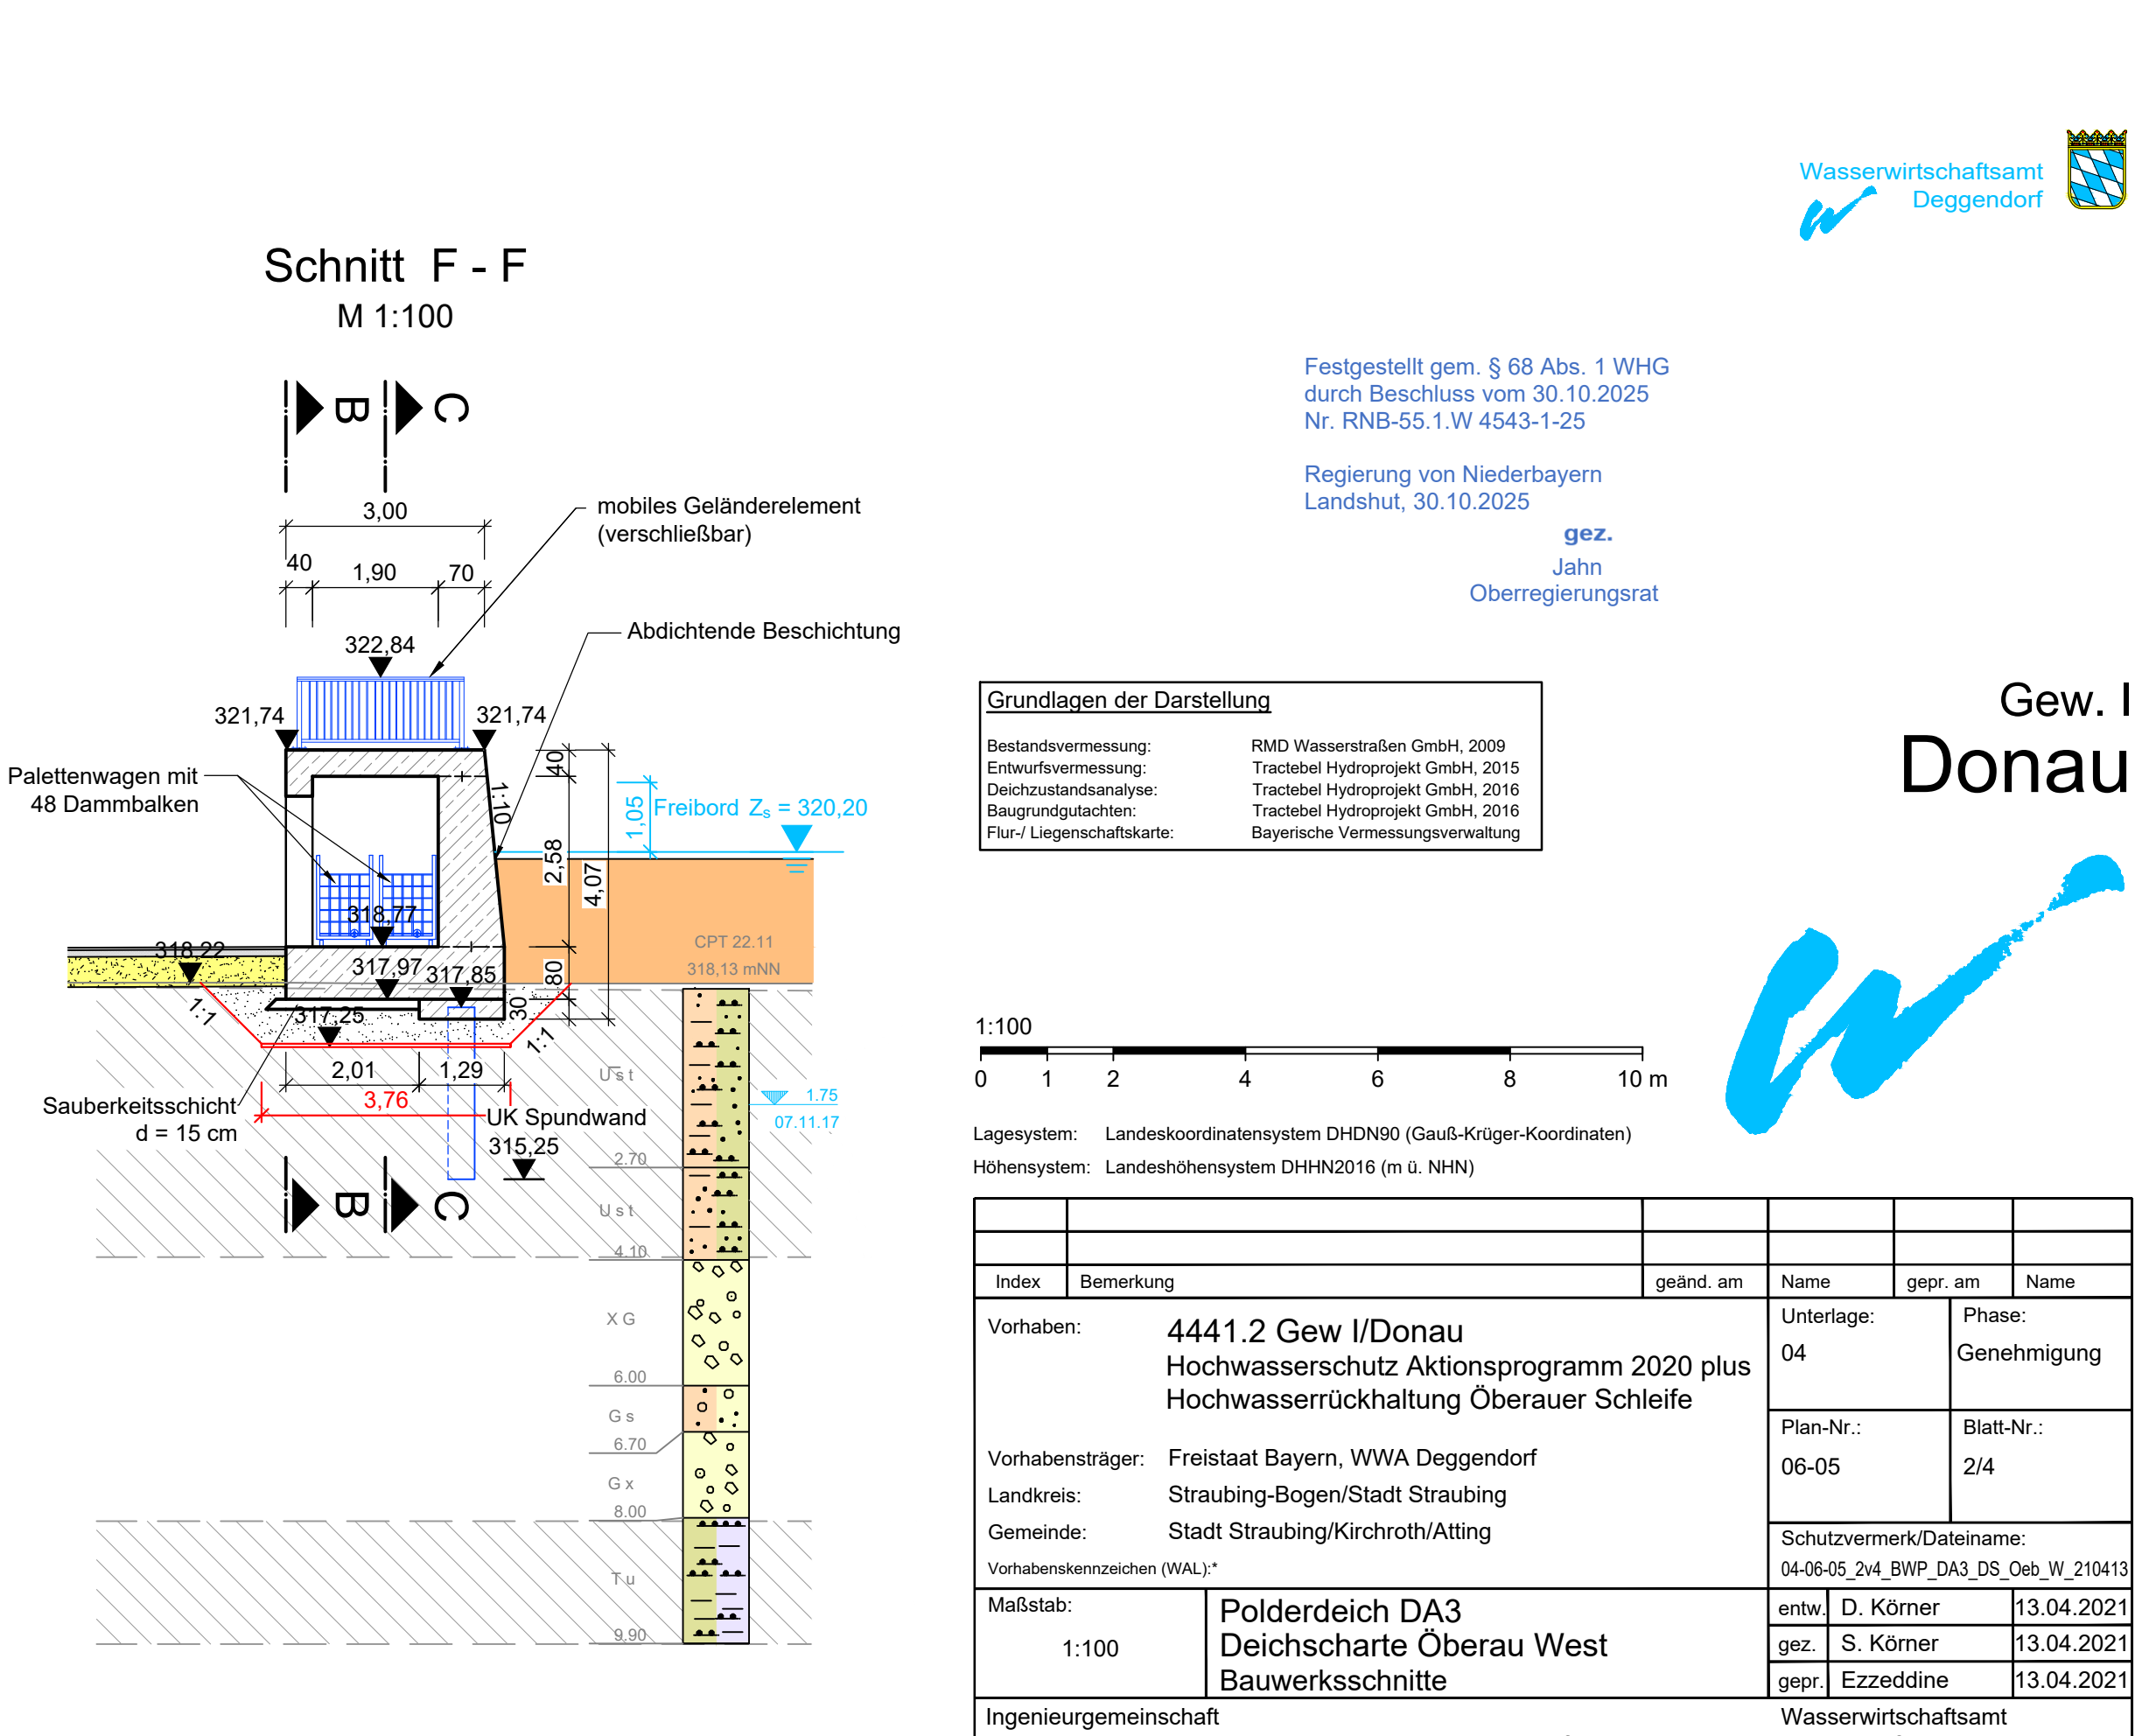 Wasserwirtschaftsamt
Deggendorf
Schnitt F - F
M 1:100
B
C
3,00
40
1,90
70
mobiles Geländerelement
(verschließbar)
Abdichtende Beschichtung
322,84
321,74
321,74
Palettenwagen mit
48 Dammbalken
1:10
40
2,58
4,07
80
30
1,05
Freibord Zs = 320,20
318,77
318,22
317,97
317,85
317,25
1:1
1:1
2,01
1,29
3,76
Sauberkeitsschicht
d = 15 cm
UK Spundwand
315,25
B
C
CPT 22.11
318,13 mNN
U s̅ t
1.75
07.11.17
2.70
U s t
4.10
X G
6.00
G s
6.70
G x
8.00
T u
9.90
Festgestellt gem. § 68 Abs. 1 WHG
durch Beschluss vom 30.10.2025
Nr. RNB-55.1.W 4543-1-25
Regierung von Niederbayern
Landshut, 30.10.2025
gez.
Jahn
Oberregierungsrat
Gew. I
Donau
Grundlagen der Darstellung
Bestandsvermessung: RMD Wasserstraßen GmbH, 2009
Entwurfsvermessung: Tractebel Hydroprojekt GmbH, 2015
Deichzustandsanalyse: Tractebel Hydroprojekt GmbH, 2016
Baugrundgutachten: Tractebel Hydroprojekt GmbH, 2016
Flur-/ Liegenschaftskarte: Bayerische Vermessungsverwaltung
1:100
0 1 2 4 6 8 10 m
Lagesystem: Landeskoordinatensystem DHDN90 (Gauß-Krüger-Koordinaten)
Höhensystem: Landeshöhensystem DHHN2016 (m ü. NHN)
Index Bemerkung geänd. am Name gepr. am Name
Vorhaben: 4441.2 Gew I/Donau
Hochwasserschutz Aktionsprogramm 2020 plus
Hochwasserrückhaltung Öberauer Schleife
Unterlage: Phase:
04 Genehmigung
Plan-Nr.: Blatt-Nr.:
06-05 2/4
Vorhabensträger: Freistaat Bayern, WWA Deggendorf
Landkreis: Straubing-Bogen/Stadt Straubing
Gemeinde: Stadt Straubing/Kirchroth/Atting
Vorhabenskennzeichen (WAL):*
Schutzvermerk/Dateiname:
04-06-05_2v4_BWP_DA3_DS_Oeb_W_210413
Maßstab:
1:100
Polderdeich DA3
Deichscharte Öberau West
Bauwerksschnitte
entw. D. Körner 13.04.2021
gez. S. Körner 13.04.2021
gepr. Ezzeddine 13.04.2021
Ingenieurgemeinschaft
Wasserwirtschaftsamt